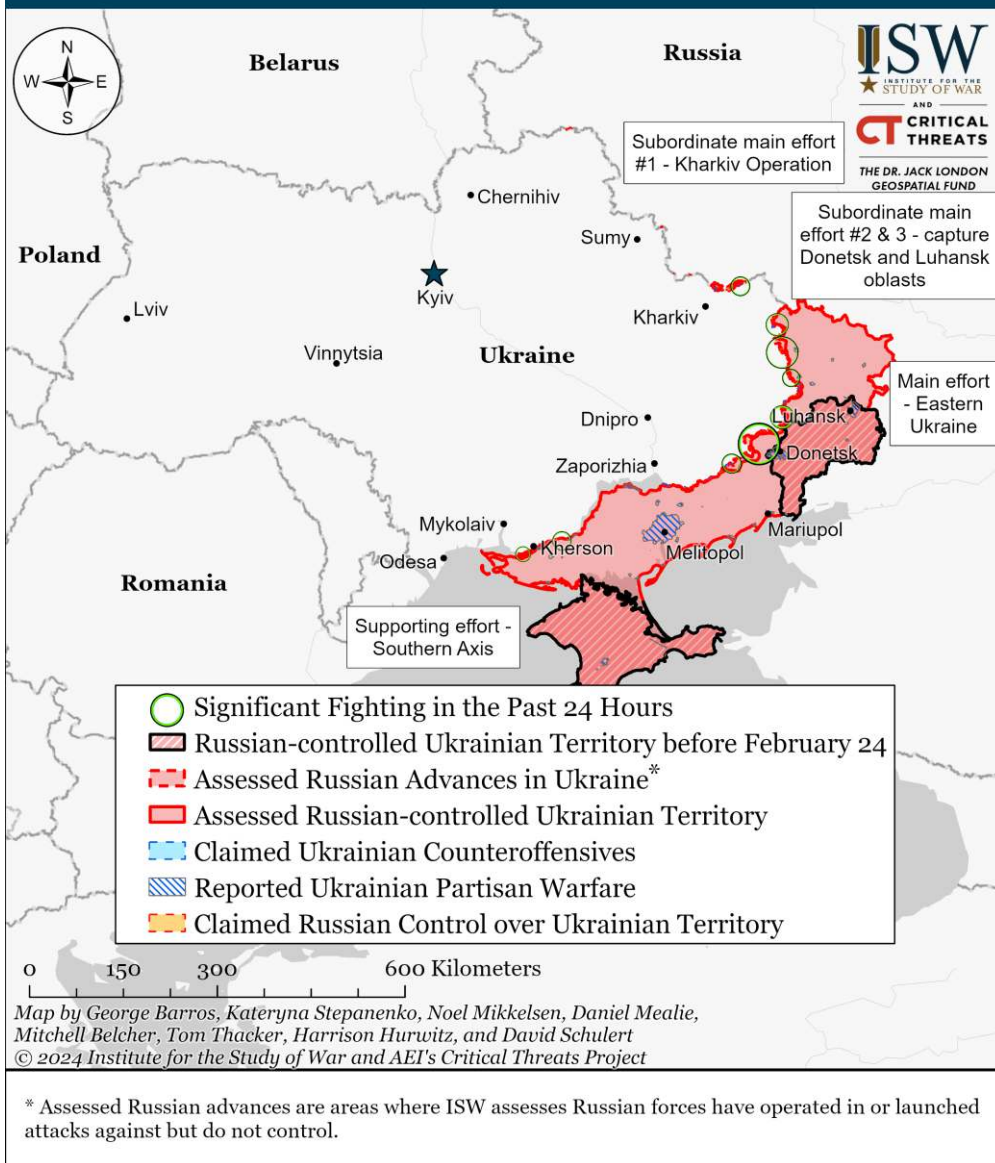 N
W
E
S
Belarus
Russia
ISW
INSTITUTE FOR THE
STUDY OF WAR
AND
CT CRITICAL
THREATS
THE DR. JACK LONDON
GEOSPATIAL FUND
Subordinate main effort
#1 - Kharkiv Operation
Subordinate main
effort #2 & 3 - capture
Donetsk and Luhansk
oblasts
Chernihiv
Sumy
Poland
Kyiv
Lviv
Kharkiv
Vinnytsia
Ukraine
Main effort
- Eastern
Ukraine
Dnipro
Luhansk
Donetsk
Zaporizhia
Mariupol
Mykolaiv
Kherson
Melitopol
Odesa
Romania
Supporting effort -
Southern Axis
Significant Fighting in the Past 24 Hours
Russian-controlled Ukrainian Territory before February 24
Assessed Russian Advances in Ukraine*
Assessed Russian-controlled Ukrainian Territory
Claimed Ukrainian Counteroffensives
Reported Ukrainian Partisan Warfare
Claimed Russian Control over Ukrainian Territory
0 150 300 600 Kilometers
Map by George Barros, Kateryna Stepanenko, Noel Mikkelsen, Daniel Mealie,
Mitchell Belcher, Tom Thacker, Harrison Hurwitz, and David Schulert
© 2024 Institute for the Study of War and AEI's Critical Threats Project
* Assessed Russian advances are areas where ISW assesses Russian forces have operated in or launched
attacks against but do not control.